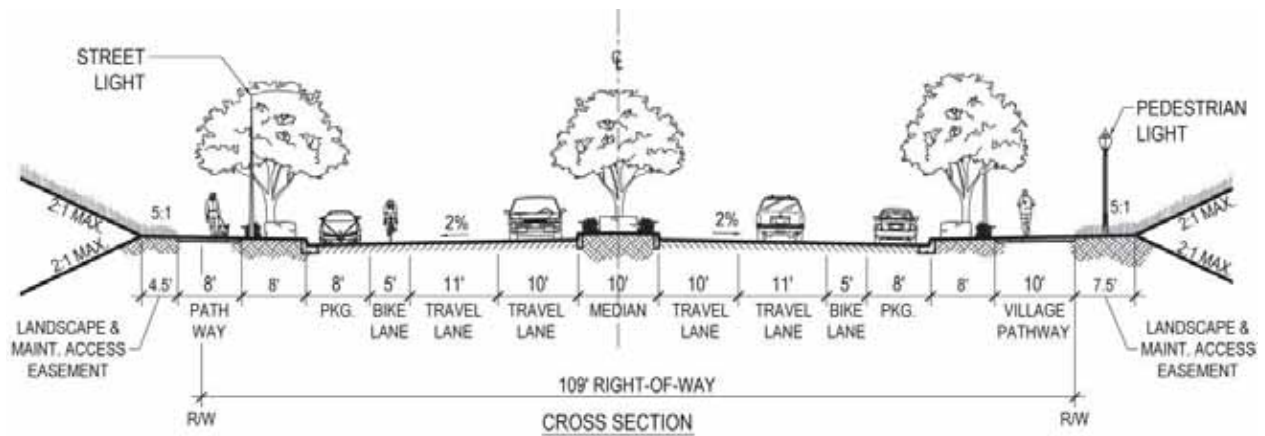 STREET
LIGHT
℄
PEDESTRIAN
LIGHT
2:1 MAX.
5:1
2%
2%
5:1
2:1 MAX.
2:1 MAX.
2:1 MAX.
4.5' 8' 8' 8' 5' 11' 10' 10' 10' 11' 5' 8' 8' 10' 7.5'
PATH WAY
PKG.
BIKE LANE
TRAVEL LANE
TRAVEL LANE
MEDIAN
TRAVEL LANE
TRAVEL LANE
BIKE LANE
PKG.
VILLAGE PATHWAY
LANDSCAPE &
MAINT. ACCESS
EASEMENT
LANDSCAPE &
MAINT. ACCESS
EASEMENT
109' RIGHT-OF-WAY
R/W
R/W
CROSS SECTION